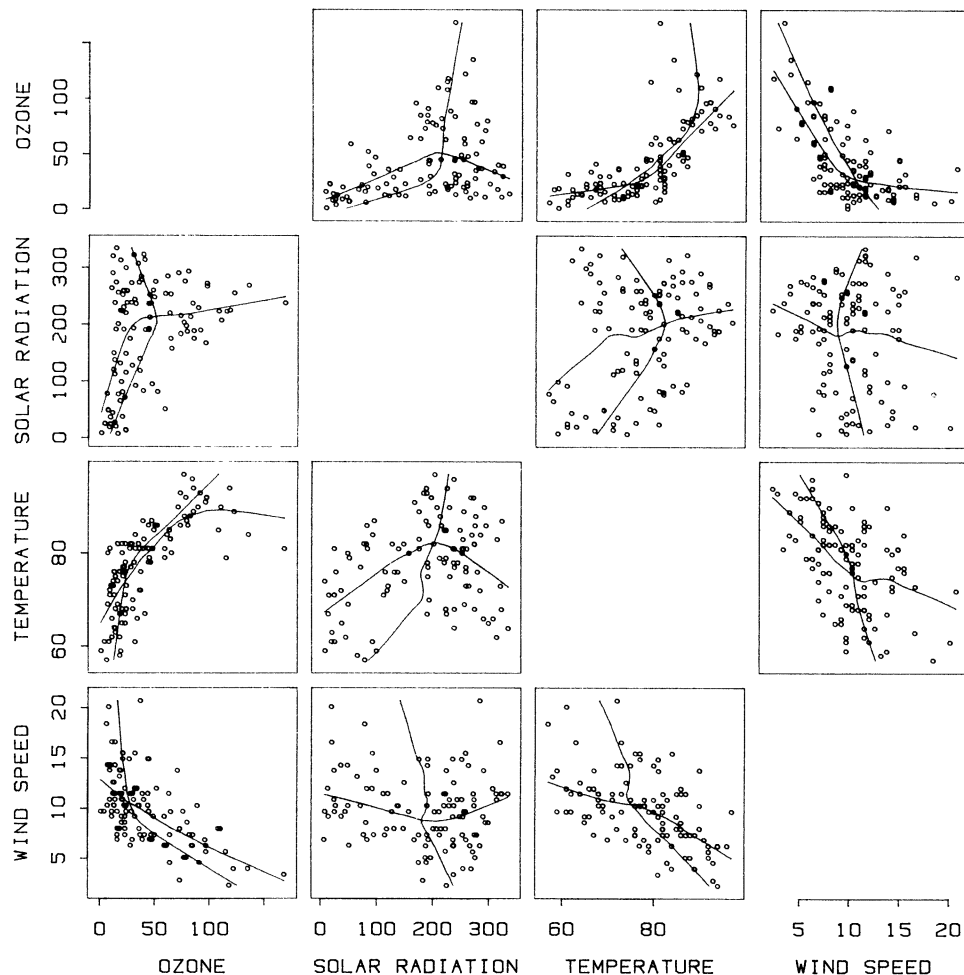 OZONE
0 50 100
SOLAR RADIATION
0 100 200 300
TEMPERATURE
60 80
WIND SPEED
5 10 15 20
0 50 100
OZONE
0 100 200 300
SOLAR RADIATION
60 80
TEMPERATURE
5 10 15 20
WIND SPEED